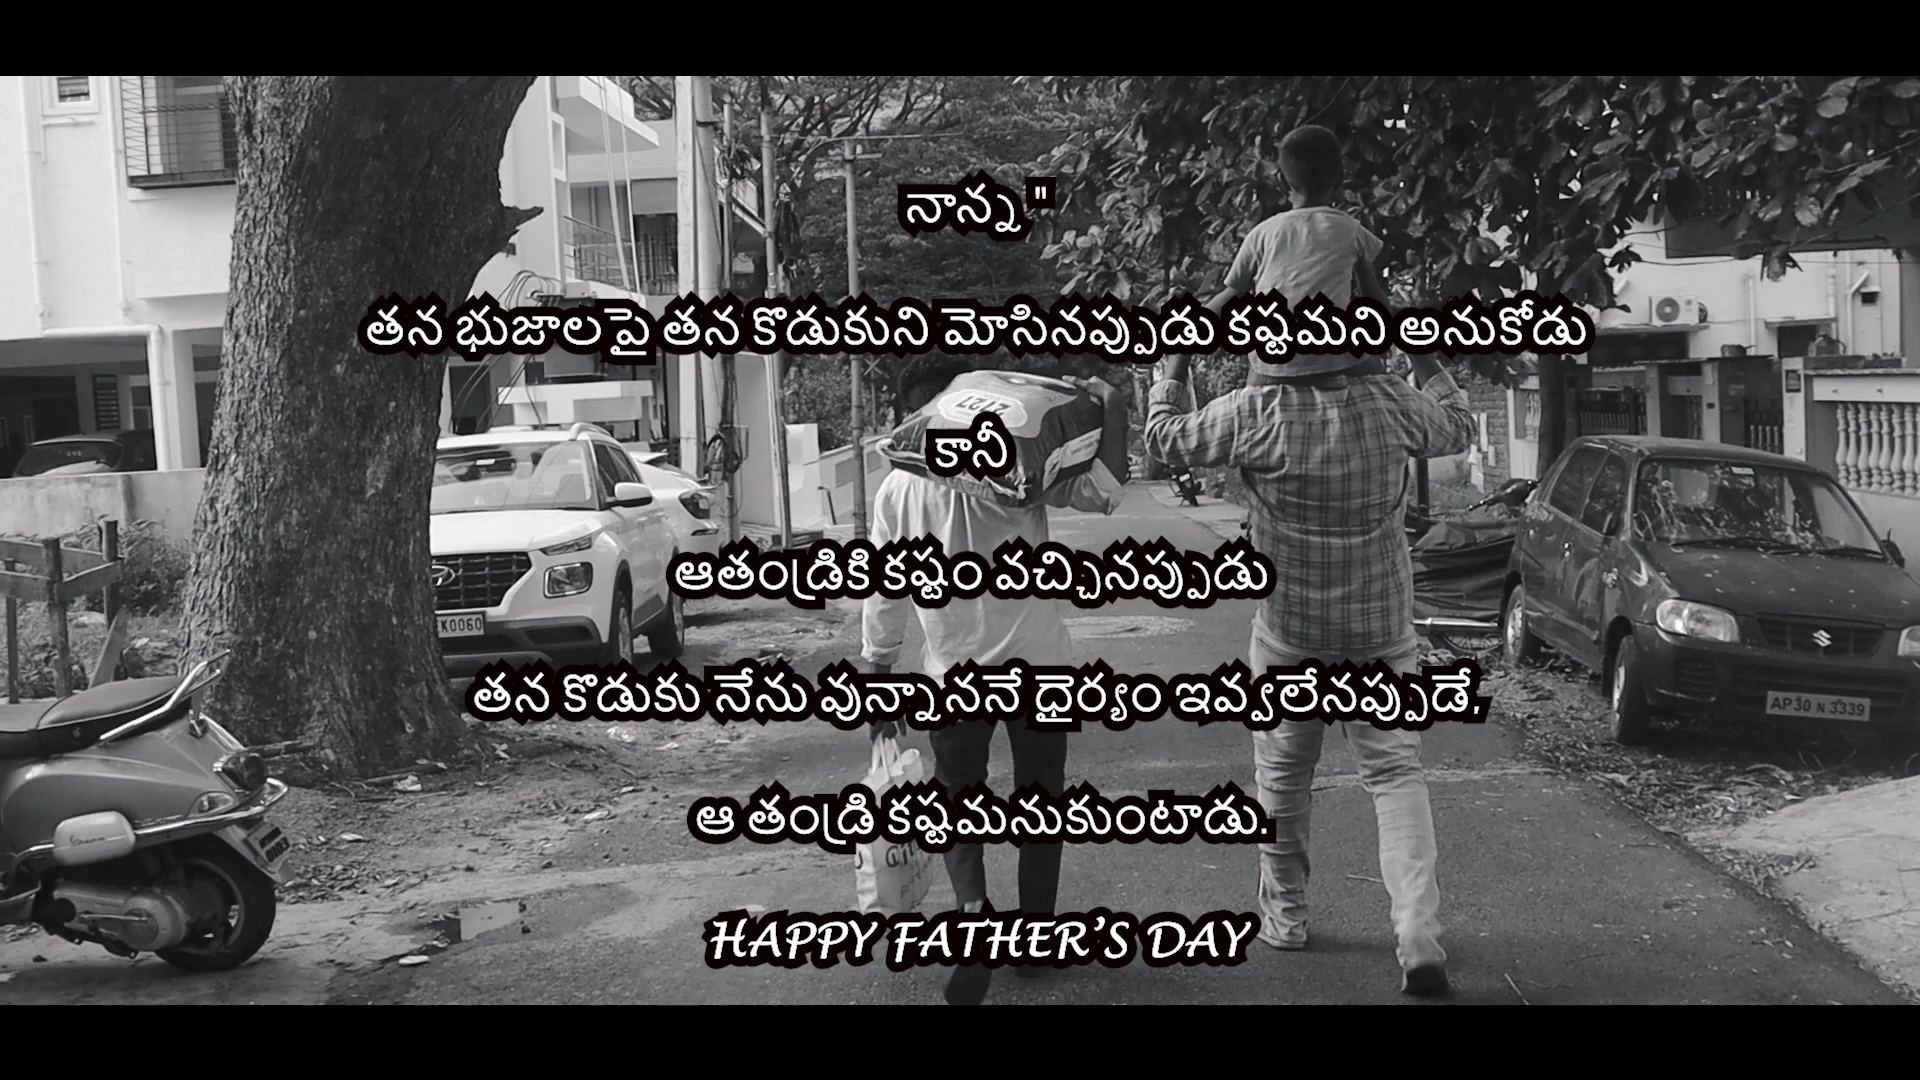 నాన్న "
తన భుజాలపై తన కొడుకుని మోసినప్పుడు కష్టమని అనుకోడు
2727
కానీ
ఆతండ్రికి కష్టం వచ్చినప్పుడు
K0060
తన కొడుకు నేను వున్నాననే ధైర్యం ఇవ్వలేనప్పుడే.
AP30 N 3339
ఆ తండ్రి కష్టమనుకుంటాడు.
HAPPY FATHER'S DAY